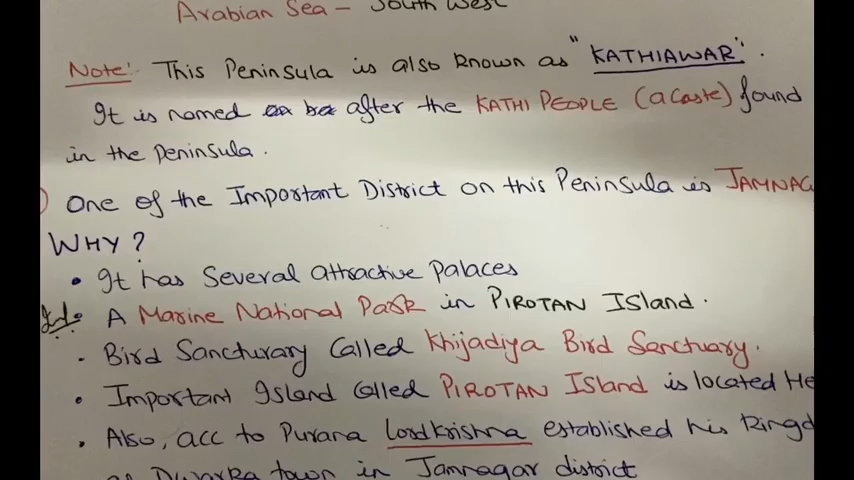 Arabian Sea - South West
Note: This Peninsula is also known as "KATHIAWAR".
It is named after the KATHI PEOPLE (a caste) found
in the peninsula.
One of the Important District on this Peninsula is JAMNAG
WHY?
• It has Several attractive palaces
• A Marine National Park in PIROTAN Island.
• Bird Sancturary Called Khijadiya Bird Sanctuary.
• Important Island called PIROTAN Island is located He
• Also, acc to Purana Lord Krishna established his Kingd
Dwarka town in Jamnagar district